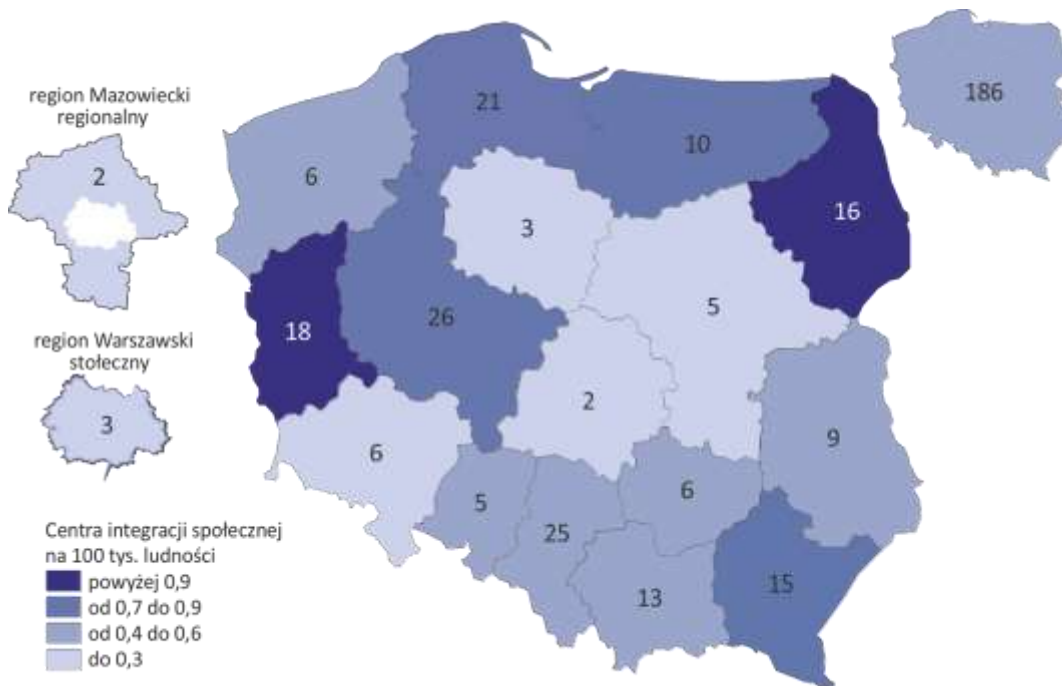 186
region Mazowiecki
regionalny
2
region Warszawski
stołeczny
3
21
10
6
16
3
5
18
26
2
9
6
6
5
25
13
15
Centra integracji społecznej
na 100 tys. ludności
powyżej 0,9
od 0,7 do 0,9
od 0,4 do 0,6
do 0,3